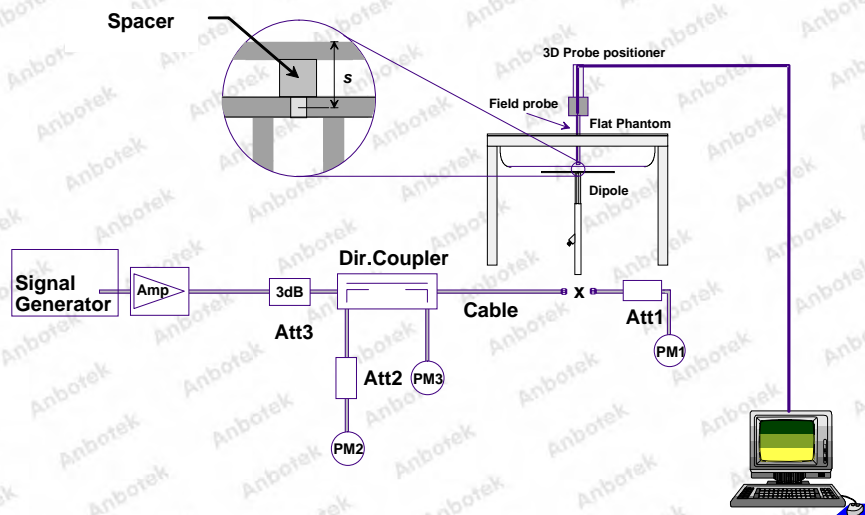 Spacer
s
3D Probe positioner
Field probe
Flat Phantom
Dipole
Signal
Generator
Amp
3dB
Att3
Dir.Coupler
Cable
x
Att1
PM1
Att2
PM3
PM2
Anbotek